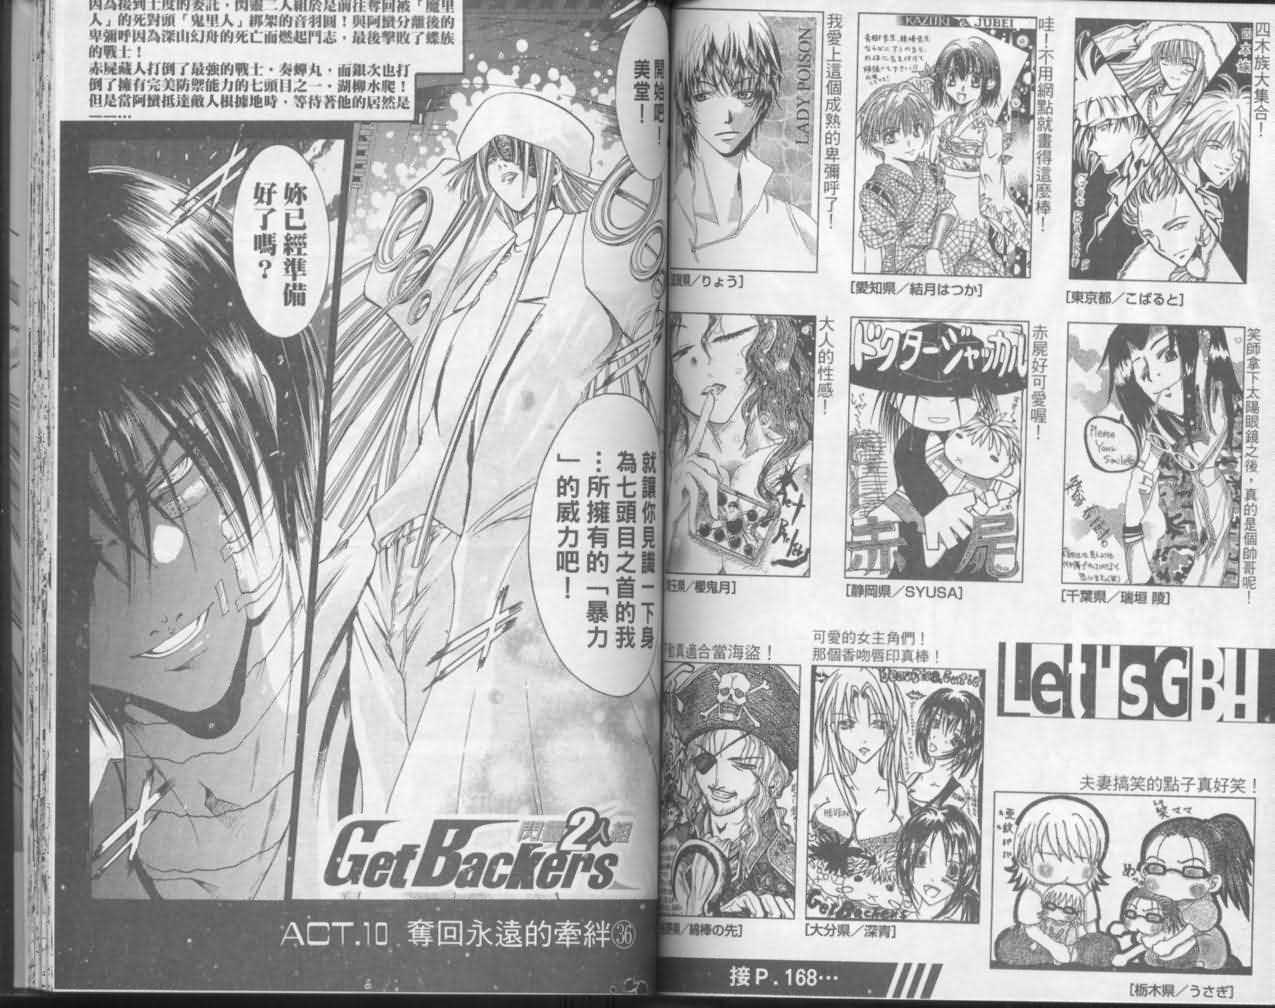 四木族大集合！
[東京都／こばると]
KAZUKI & JUBEI
哇！不用網點就畫得這麼棒！
[愛知県／結月はつか]
LADY POISON
我愛上這個成熟的卑彌呼了！
／りょう]
笑師拿下太陽眼鏡之後，真的是個帥哥呢！
Please
Your
Smile
[千葉県／瑞垣 陵]
ドクタージャッカル
赤屍好可愛喔！
赤屍
[静岡県／SYUSA]
大人的性感！
県／櫻鬼月]
Let's GB!
夫妻搞笑的點子真好笑！
[栃木県／うさぎ]
可愛的女主角們！
那個香吻唇印真棒！
HEVEN
GetBackers
[大分県／深青]
真適合當海盜！
県／綿棒の先]
接P.168…
因為接到士度的委託，閃靈二人組於是前往奪回被「魔里
人」的死對頭「鬼里人」綁架的音羽圓！與阿蠻分離後的
卑彌呼因為深山幻舟的死亡而燃起鬥志，最後擊敗了蝶族
的戰士！
赤屍藏人打倒了最強的戰士．奏蟬丸，而銀次也打
倒了擁有完美防禦能力的七頭目之一．湖柳水爬！
但是當阿蠻抵達敵人根據地時，等待著他的居然是
——…
開始吧！
美堂！
妳已經準備
好了嗎？
就讓你見識一下身
為七頭目之首的我
…所擁有的「暴力
」的威力吧！
閃靈2人組
GetBackers
ACT.10 奪回永遠的牽絆㊱